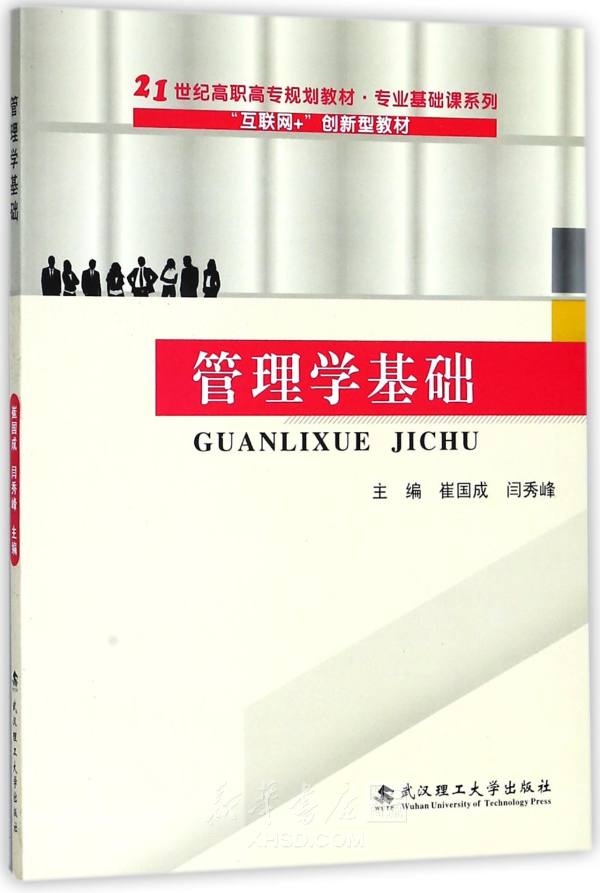 21世纪高职高专规划教材·专业基础课系列
“互联网+”创新型教材
管理学基础
GUANLIXUE JICHU
主 编 崔国成 闫秀峰
武汉理工大学出版社
Wuhan University of Technology Press
WUTP
新华书店
XHSD.COM
管理学基础
崔国成 闫秀峰 主编
武汉理工大学出版社